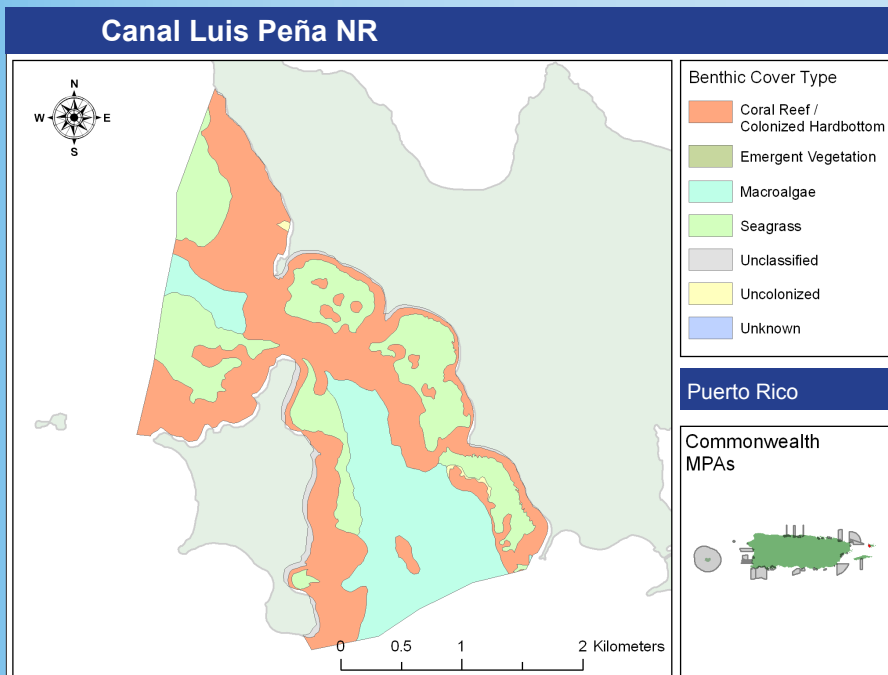 Canal Luis Peña NR
N
W E
S
Benthic Cover Type
Coral Reef /
Colonized Hardbottom
Emergent Vegetation
Macroalgae
Seagrass
Unclassified
Uncolonized
Unknown
Puerto Rico
Commonwealth
MPAs
0 0.5 1 2 Kilometers